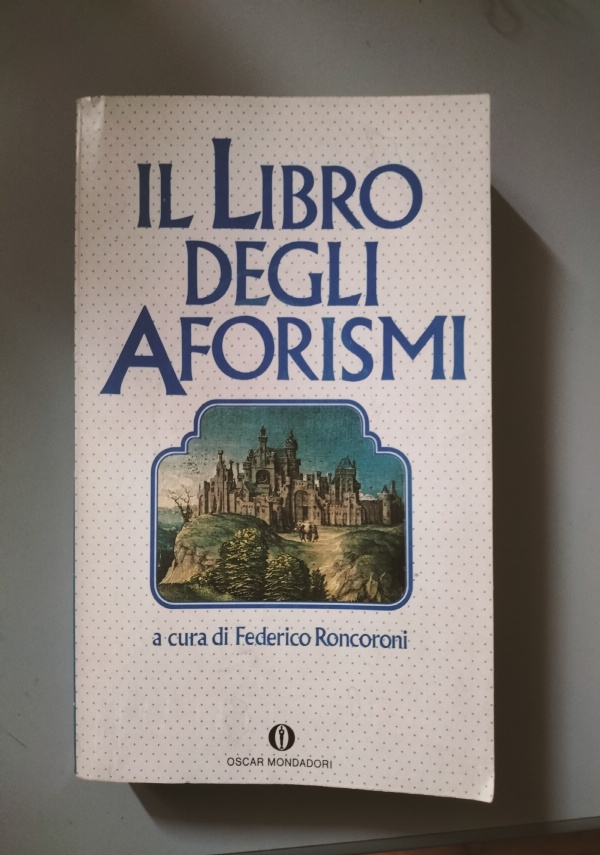 IL LIBRO
DEGLI
AFORISMI
a cura di Federico Roncoroni
OSCAR MONDADORI